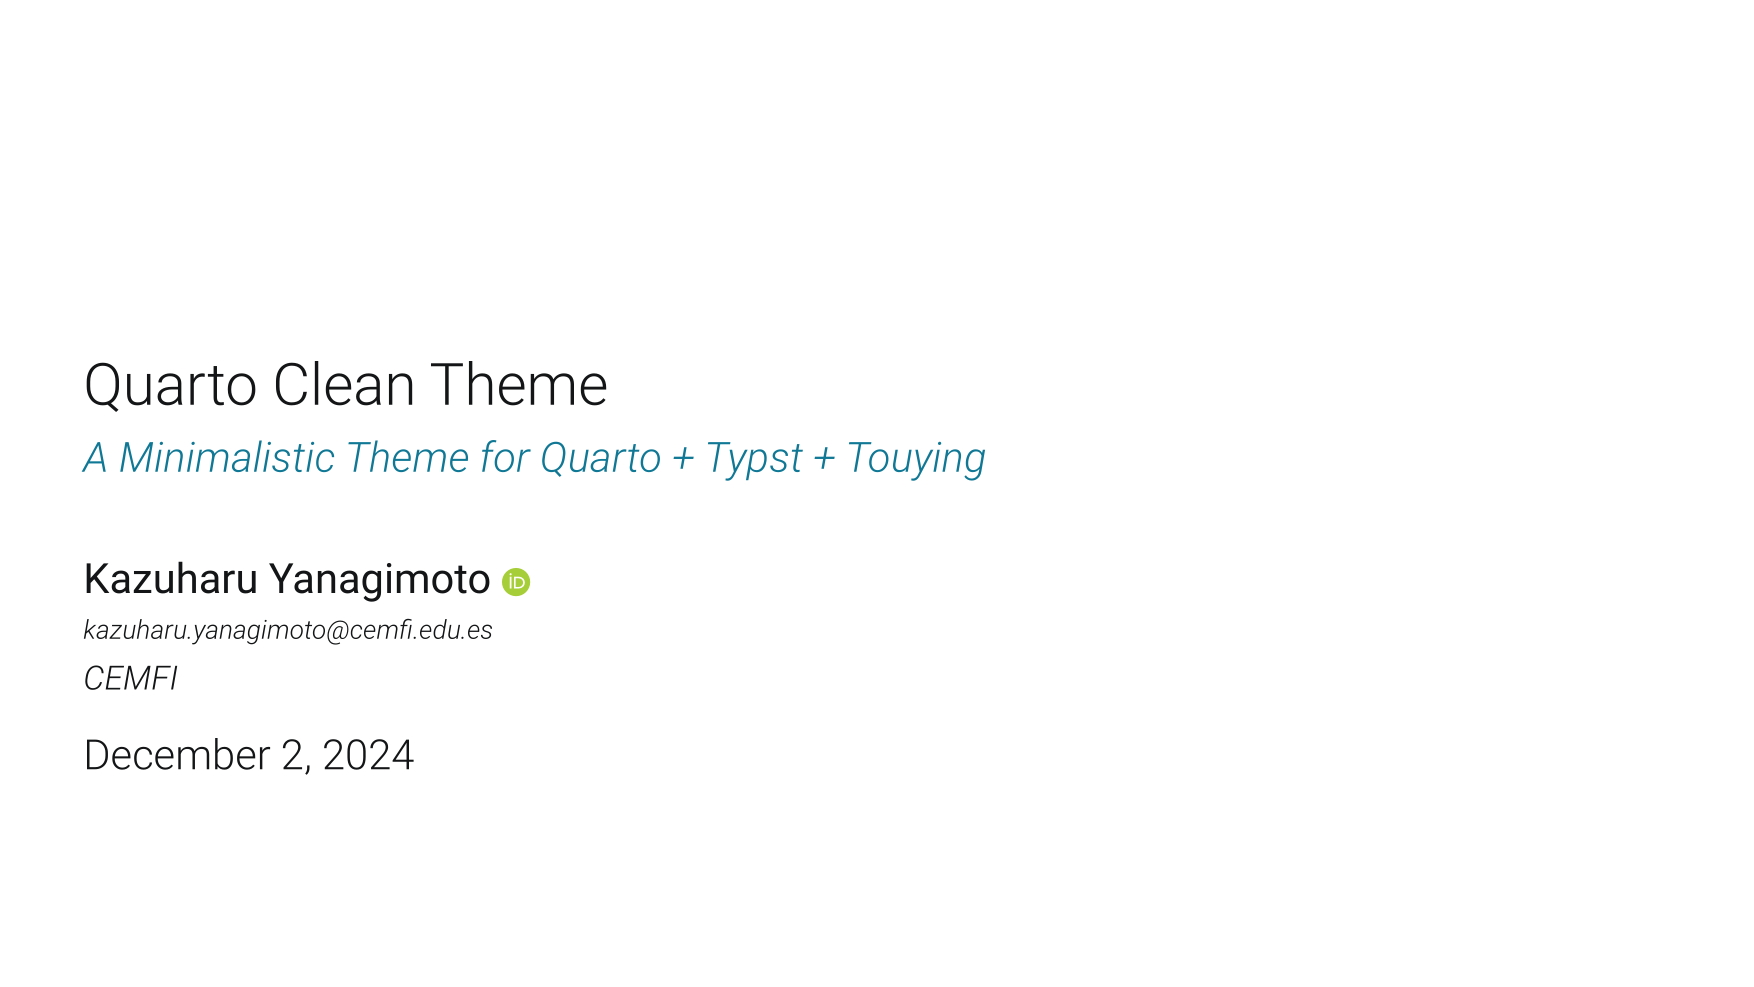 Quarto Clean Theme
A Minimalistic Theme for Quarto + Typst + Touying
Kazuharu Yanagimoto iD
kazuharu.yanagimoto@cemfi.edu.es
CEMFI
December 2, 2024